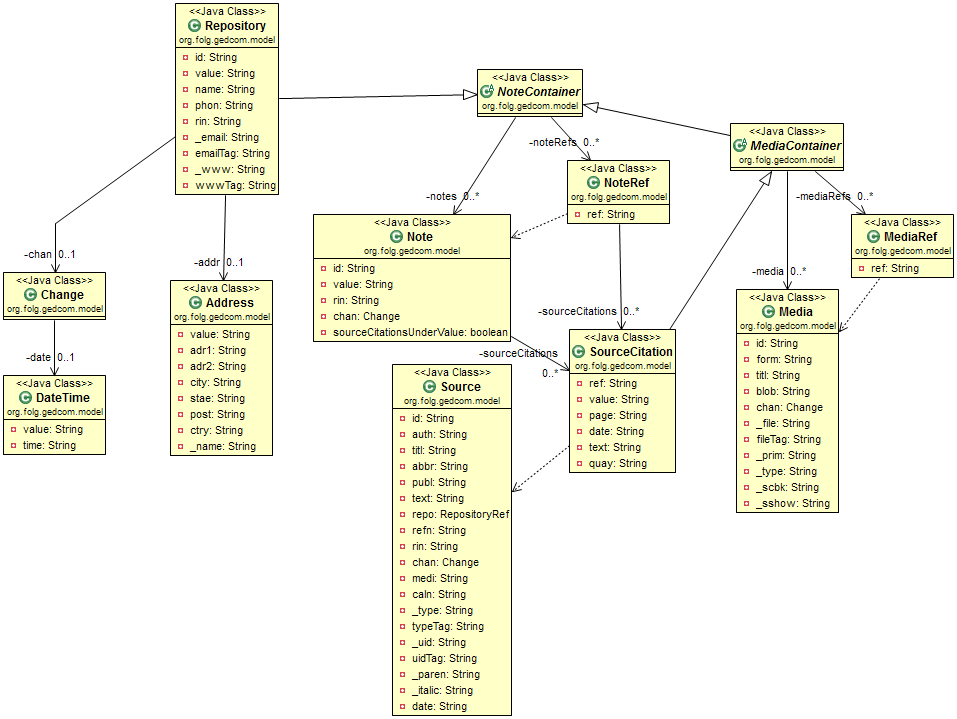 <<Java Class>>
Repository
org.folg.gedcom.model
id: String
value: String
name: String
phon: String
rin: String
_email: String
emailTag: String
_www: String
wwwTag: String
<<Java Class>>
NoteContainer
org.folg.gedcom.model
<<Java Class>>
MediaContainer
org.folg.gedcom.model
-noteRefs 0..*
-notes 0..*
<<Java Class>>
NoteRef
org.folg.gedcom.model
ref: String
-mediaRefs 0..*
<<Java Class>>
Note
org.folg.gedcom.model
id: String
value: String
rin: String
chan: Change
sourceCitationsUnderValue: boolean
<<Java Class>>
MediaRef
org.folg.gedcom.model
ref: String
-chan 0..1
-addr 0..1
-media 0..*
<<Java Class>>
Change
org.folg.gedcom.model
<<Java Class>>
Address
org.folg.gedcom.model
value: String
adr1: String
adr2: String
city: String
stae: String
post: String
ctry: String
_name: String
<<Java Class>>
Media
org.folg.gedcom.model
id: String
form: String
titl: String
blob: String
chan: Change
_file: String
fileTag: String
_prim: String
_type: String
_scbk: String
_sshow: String
-sourceCitations 0..*
-date 0..1
-sourceCitations
0..*
<<Java Class>>
SourceCitation
org.folg.gedcom.model
ref: String
value: String
page: String
date: String
text: String
quay: String
<<Java Class>>
DateTime
org.folg.gedcom.model
value: String
time: String
<<Java Class>>
Source
org.folg.gedcom.model
id: String
auth: String
titl: String
abbr: String
publ: String
text: String
repo: RepositoryRef
refn: String
rin: String
chan: Change
medi: String
caln: String
_type: String
typeTag: String
_uid: String
uidTag: String
_paren: String
_italic: String
date: String